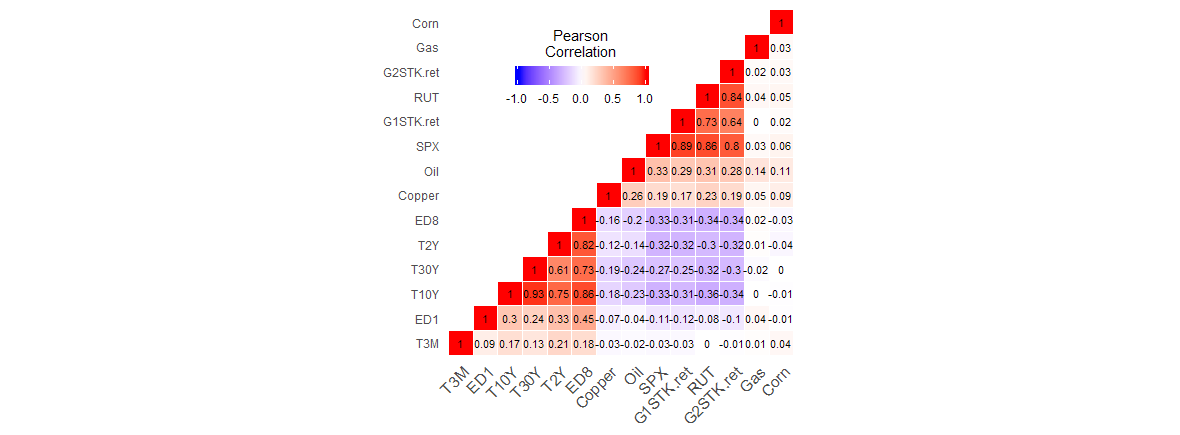 Corn 1
Gas 1 0.03
Pearson
Correlation
-1.0 -0.5 0.0 0.5 1.0
G2STK.ret 1 0.02 0.03
RUT 1 0.84 0.04 0.05
G1STK.ret 1 0.73 0.64 0 0.02
SPX 1 0.89 0.86 0.8 0.03 0.06
Oil 1 0.33 0.29 0.31 0.28 0.14 0.11
Copper 1 0.26 0.19 0.17 0.23 0.19 0.05 0.09
ED8 1 -0.16 -0.2 -0.33 -0.31 -0.34 -0.34 0.02 -0.03
T2Y 1 0.82 -0.12 -0.14 -0.32 -0.32 -0.3 -0.32 0.01 -0.04
T30Y 1 0.61 0.73 -0.19 -0.24 -0.27 -0.25 -0.32 -0.3 -0.02 0
T10Y 1 0.93 0.75 0.86 -0.18 -0.23 -0.33 -0.31 -0.36 -0.34 0 -0.01
ED1 1 0.3 0.24 0.33 0.45 -0.07 -0.04 -0.11 -0.12 -0.08 -0.1 0.04 -0.01
T3M 1 0.09 0.17 0.13 0.21 0.18 -0.03 -0.02 -0.03 -0.03 0 -0.01 0.01 0.04
T3M ED1 T10Y T30Y T2Y ED8 Copper Oil SPX G1STK.ret RUT G2STK.ret Gas Corn